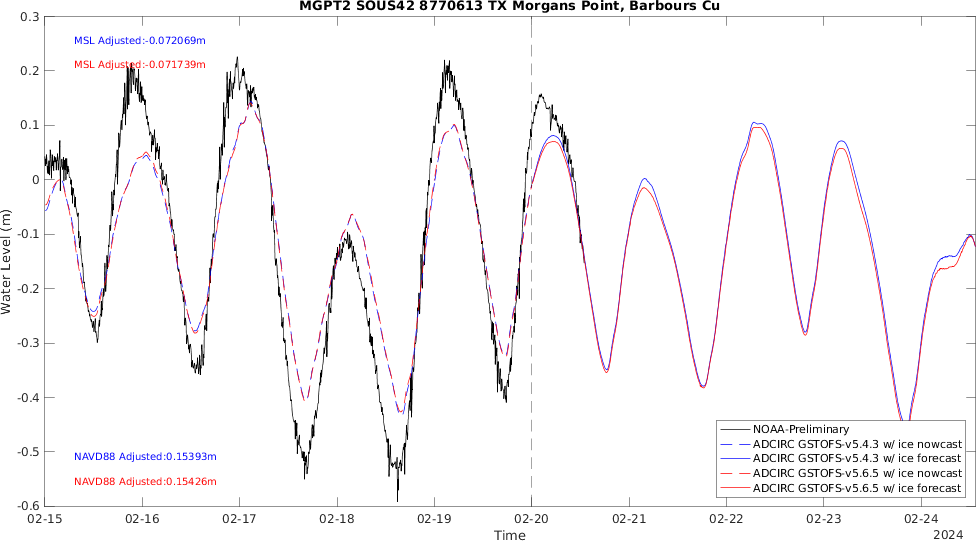 MGPT2 SOUS42 8770613 TX Morgans Point, Barbours Cu
0.3
0.2
0.1
0
-0.1
-0.2
-0.3
-0.4
-0.5
-0.6
Water Level (m)
MSL Adjusted:-0.072069m
MSL Adjusted:-0.071739m
NAVD88 Adjusted:0.15393m
NAVD88 Adjusted:0.15426m
NOAA-Preliminary
ADCIRC GSTOFS-v5.4.3 w/ ice nowcast
ADCIRC GSTOFS-v5.4.3 w/ ice forecast
ADCIRC GSTOFS-v5.6.5 w/ ice nowcast
ADCIRC GSTOFS-v5.6.5 w/ ice forecast
02-15 02-16 02-17 02-18 02-19 02-20 02-21 02-22 02-23 02-24
Time
2024